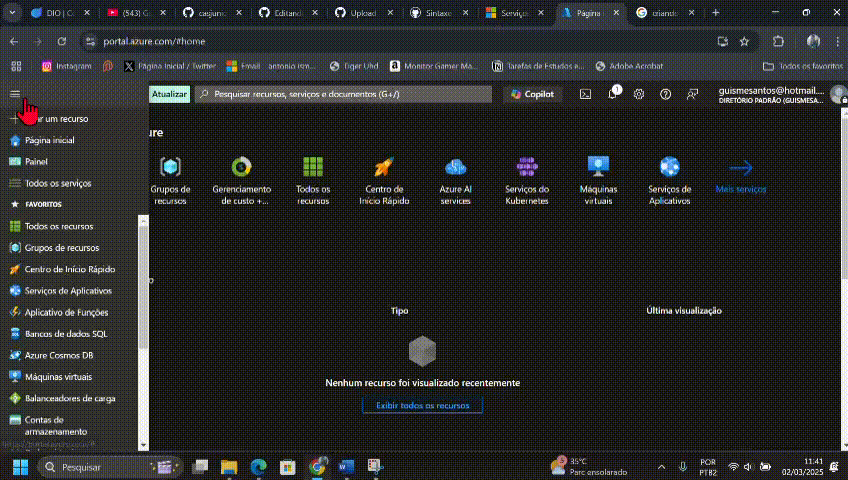 DIO | C
(543) G
cagjun
Editand
Upload
Sintaxe
Serviço
Página
criando
portal.azure.com/#home
Instagram
Página Inicial / Twitter
Email
antonio ism...
Tiger Uhd
Monitor Gamer Ma...
Tarefas de Estudos e...
Adobe Acrobat
Todos os favoritos
Atualizar
Pesquisar recursos, serviços e documentos (G+/)
Copilot
1
guismesantos@hotmail....
DIRETÓRIO PADRÃO (GUISMESA...
ar um recurso
Página inicial
Painel
Todos os serviços
FAVORITOS
Todos os recursos
Grupos de recursos
Centro de Início Rápido
Serviços de Aplicativos
Aplicativo de Funções
Bancos de dados SQL
Azure Cosmos DB
Máquinas virtuais
Balanceadores de carga
Contas de
armazenamento
ure
Grupos de
recursos
Gerenciamento
de custo +...
Todos os
recursos
Centro de
Início Rápido
Azure AI
services
Serviços do
Kubernetes
Máquinas
virtuais
Serviços de
Aplicativos
Mais serviços
o
Tipo
Última visualização
Nenhum recurso foi visualizado recentemente
Exibir todos os recursos
Pesquisar
35°C
Parc ensolarado
POR
PTB2
11:41
02/03/2025